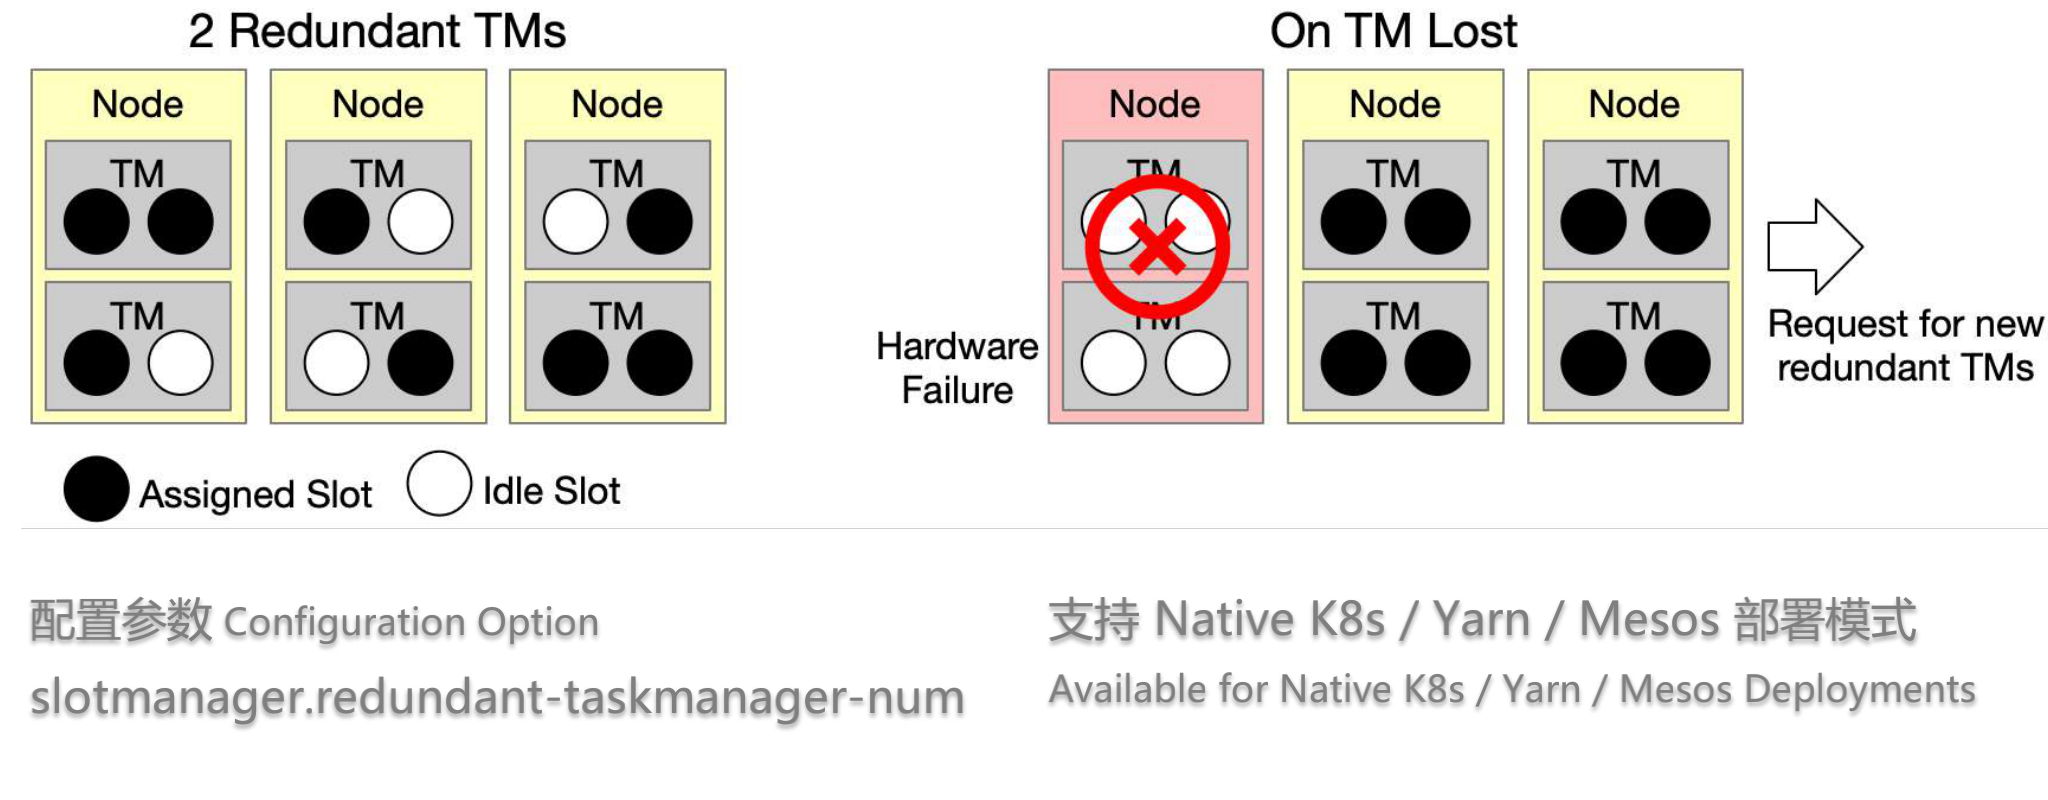 2 Redundant TMs
Node
Node
Node
TM
TM
TM
TM
TM
TM
Assigned Slot
Idle Slot
On TM Lost
Node
Node
Node
TM
TM
TM
TM
TM
TM
Hardware
Failure
Request for new
redundant TMs
配置参数 Configuration Option
slotmanager.redundant-taskmanager-num
支持 Native K8s / Yarn / Mesos 部署模式
Available for Native K8s / Yarn / Mesos Deployments